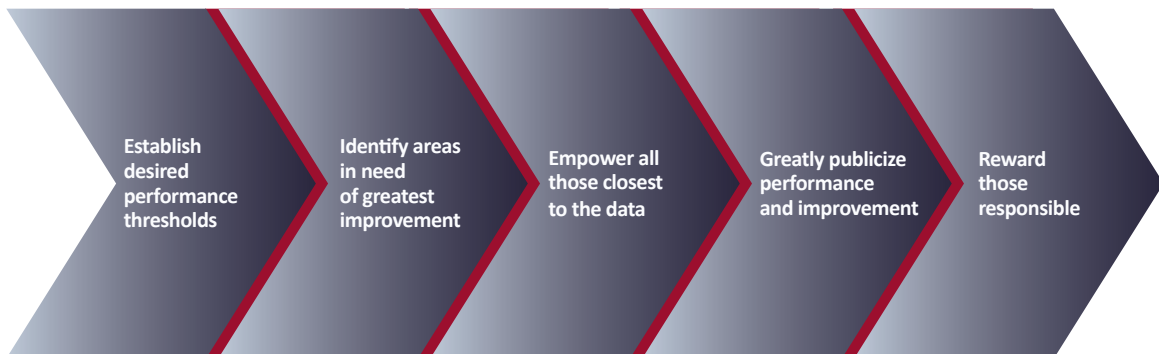 Establish
desired
performance
thresholds
Identify areas
in need
of greatest
improvement
Empower all
those closest
to the data
Greatly publicize
performance
and improvement
Reward
those
responsible